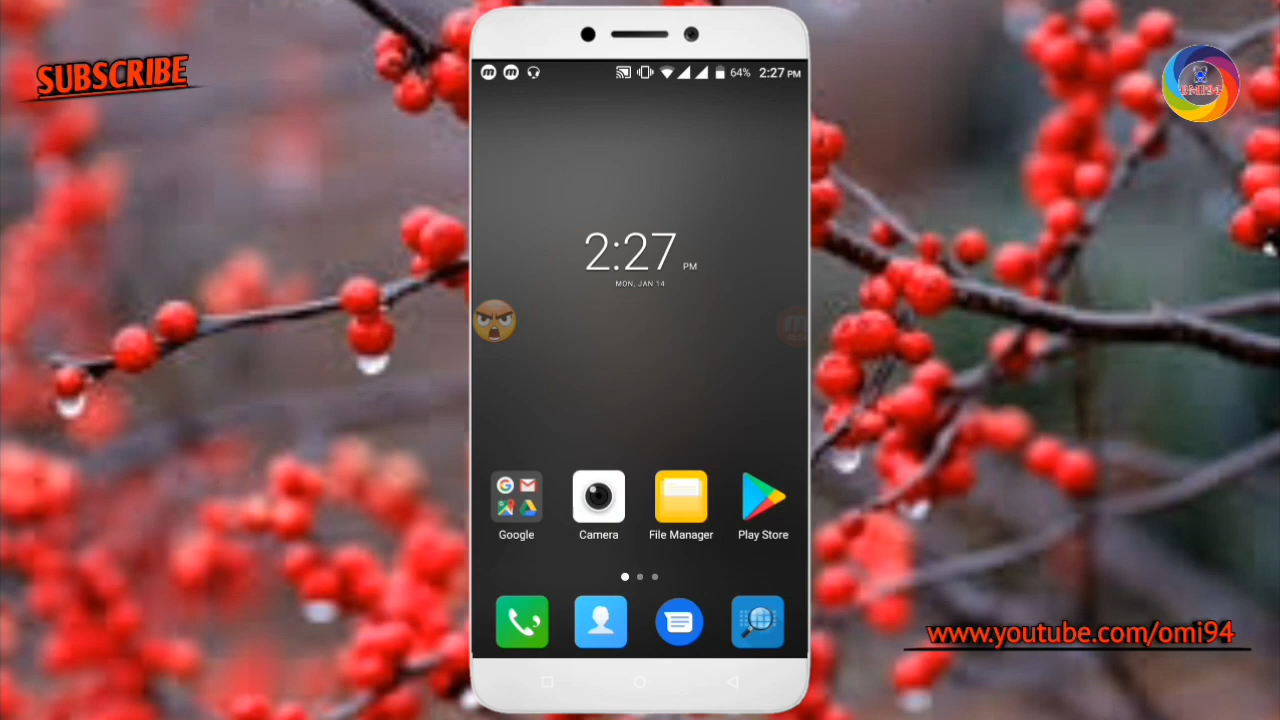 SUBSCRIBE
64% 2:27 PM
OMI94
2:27 PM
MON, JAN 14
Google
Camera
File Manager
Play Store
www.youtube.com/omi94